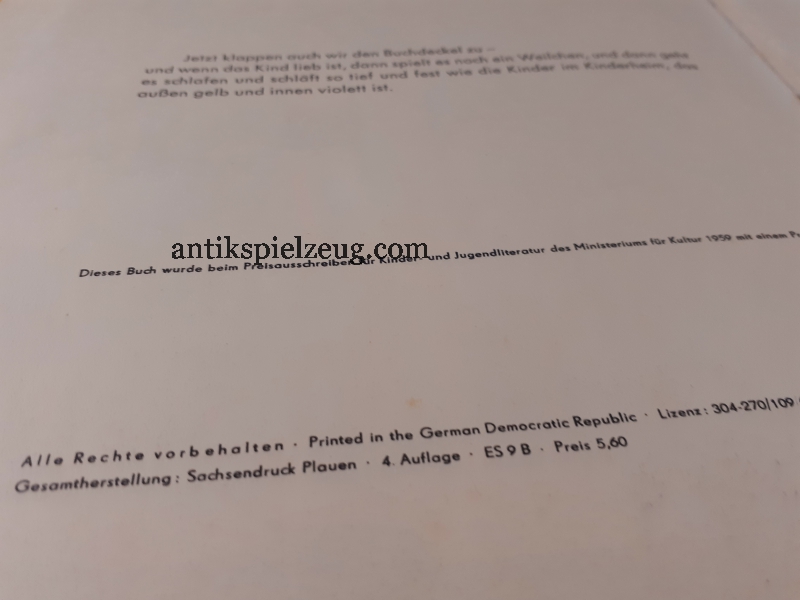 Jetzt klappen auch wir den Buchdeckel zu –
und wenn das Kind lieb ist, dann spielt es noch ein Weilchen, und dann geht
es schlafen und schläft so tief und fest wie die Kinder im Kinderheim, das
außen gelb und innen violett ist.
antikspielzeug.com
Dieses Buch wurde beim Preisausschreiben für Kinder- und Jugendliteratur des Ministeriums für Kultur 1959 mit einem
Alle Rechte vorbehalten · Printed in the German Democratic Republic · Lizenz: 304-270/109
Gesamtherstellung: Sachsendruck Plauen · 4. Auflage · ES 9 B · Preis 5,60